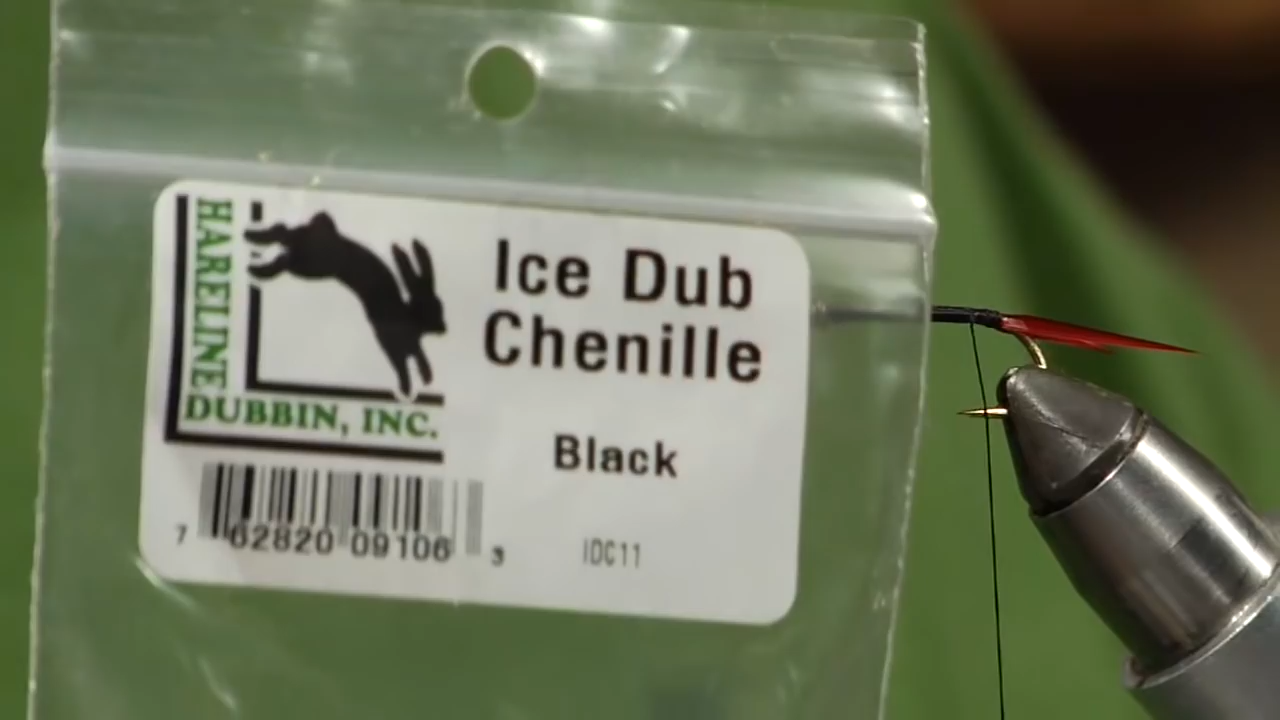 HARELINE
DUBBIN, INC.
Ice Dub
Chenille
Black
7 62820 09106 3
IDC11